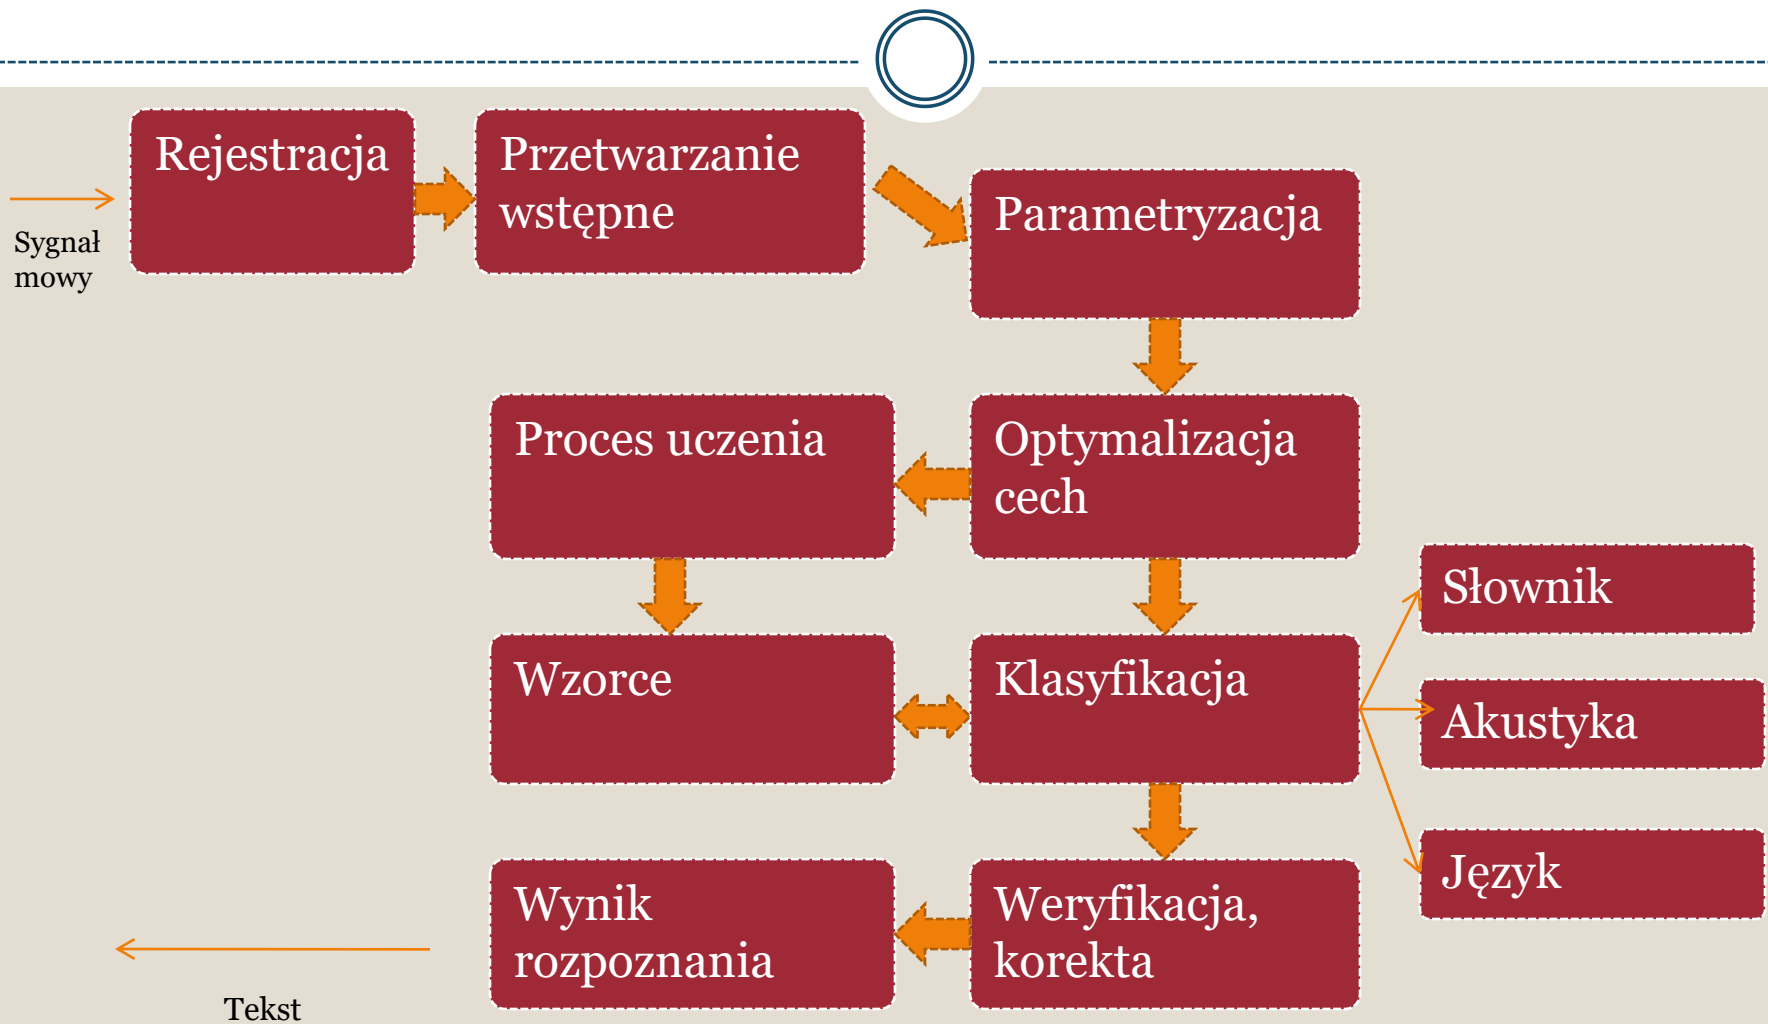 Rejestracja
Przetwarzanie
wstępne
Sygnał
mowy
Parametryzacja
Proces uczenia
Optymalizacja
cech
Słownik
Wzorce
Klasyfikacja
Akustyka
Język
Wynik
rozpoznania
Weryfikacja,
korekta
Tekst